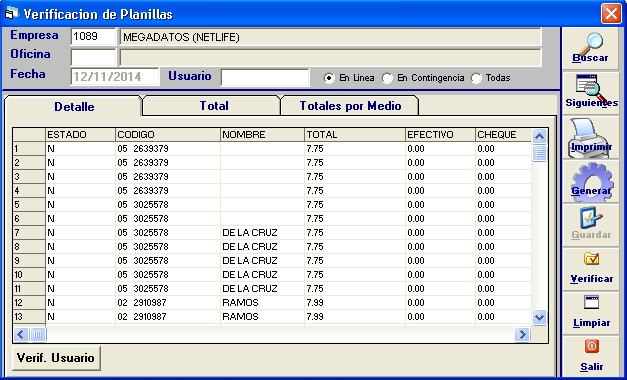 Verificacion de Planillas
Empresa 1089 MEGADATOS (NETLIFE)
Oficina
Fecha 12/11/2014 Usuario En Linea En Contingencia Todas
Buscar
Siguientes
Imprimir
Generar
Guardar
Verificar
Limpiar
Salir
Detalle Total Totales por Medio
ESTADO CODIGO NOMBRE TOTAL EFECTIVO CHEQUE
1 N 05 2639379 7.75 0.00 0.00
2 N 05 2639379 7.75 0.00 0.00
3 N 05 2639379 7.75 0.00 0.00
4 N 05 2639379 7.75 0.00 0.00
5 N 05 3025578 7.75 0.00 0.00
6 N 05 3025578 7.75 0.00 0.00
7 N 05 3025578 DE LA CRUZ 7.75 0.00 0.00
8 N 05 3025578 DE LA CRUZ 7.75 0.00 0.00
9 N 05 3025578 DE LA CRUZ 7.75 0.00 0.00
10 N 05 3025578 DE LA CRUZ 7.75 0.00 0.00
11 N 05 3025578 DE LA CRUZ 7.75 0.00 0.00
12 N 02 2910987 RAMOS 7.99 0.00 0.00
13 N 02 2910987 RAMOS 7.99 0.00 0.00
Verif. Usuario